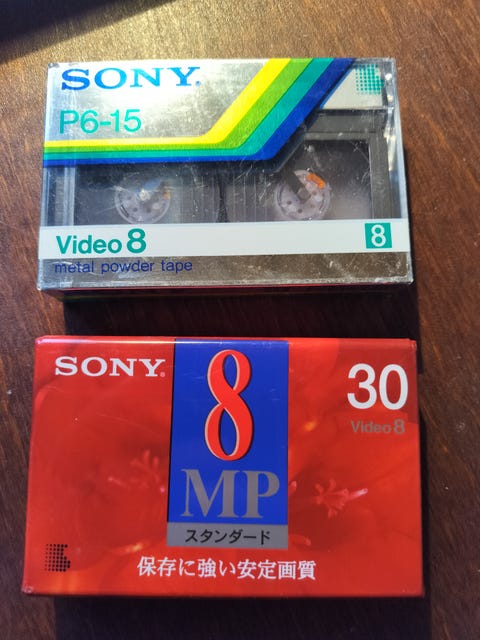 SONY
P6-15
Video 8
8
metal powder tape
SONY
8
30
Video 8
MP
スタンダード
保存に強い安定画質